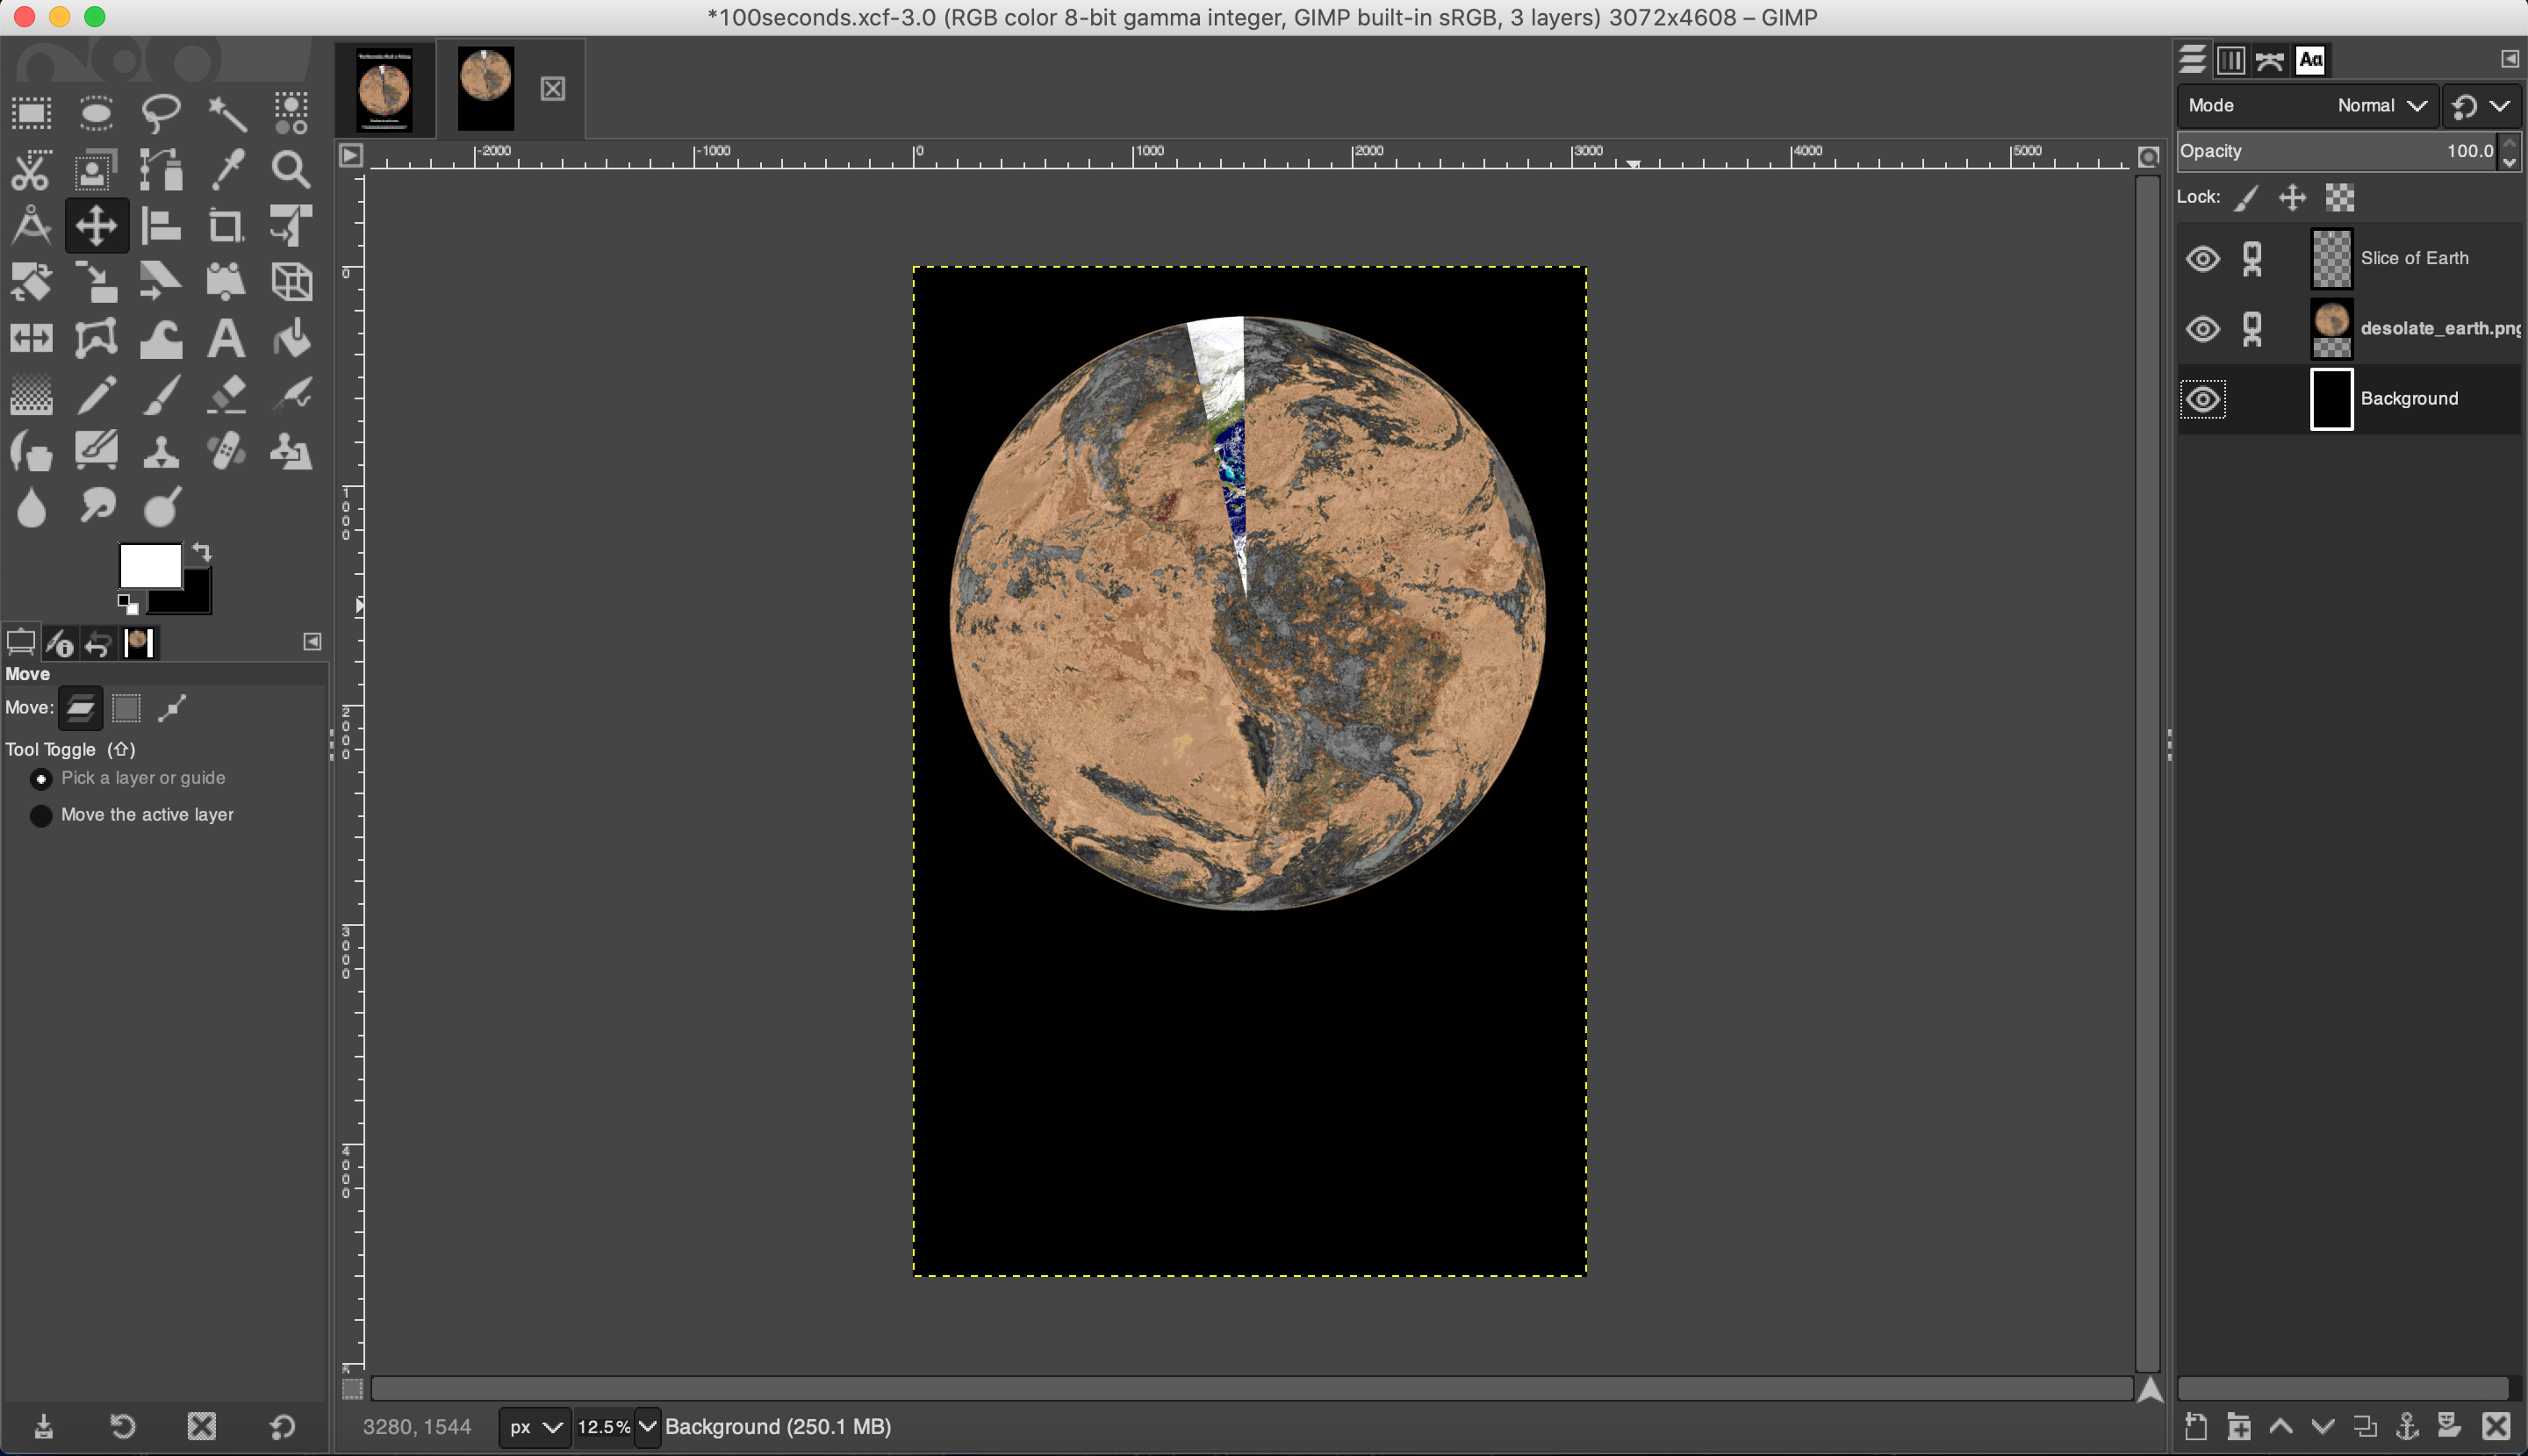 *100seconds.xcf-3.0 (RGB color 8-bit gamma integer, GIMP built-in sRGB, 3 layers) 3072x4608 – GIMP
Aa
Mode Normal
Opacity 100.0
Lock:
Slice of Earth
desolate_earth.png
Background
-2000 -1000 0 1000 2000 3000 4000 5000
0
1000
2000
3000
4000
A
Move
Move:
Tool Toggle (⇧)
Pick a layer or guide
Move the active layer
3280, 1544 px 12.5% Background (250.1 MB)